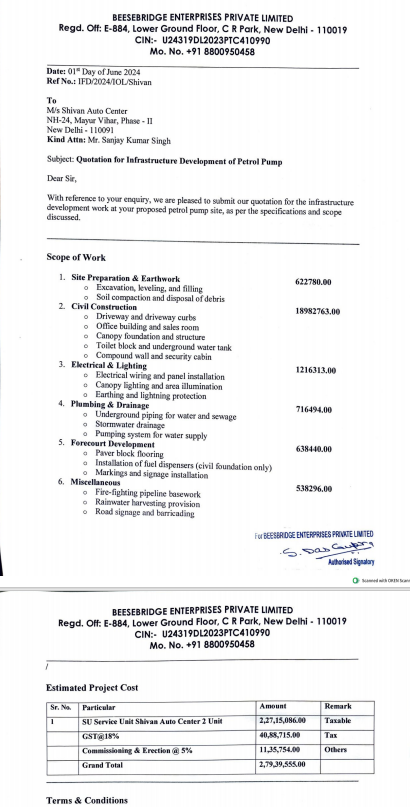 BEESEBRIDGE ENTERPRISES PRIVATE LIMITED
Regd. Off: E-884, Lower Ground Floor, C R Park, New Delhi - 110019
CIN:- U24319DL2023PTC410990
Mo. No. +91 8800950458
Date: 01st Day of June 2024
Ref No.: IFD/2024/IOL/Shivan
To
M/s Shivan Auto Center
NH-24, Mayur Vihar, Phase - II
New Delhi - 110091
Kind Attn: Mr. Sanjay Kumar Singh
Subject: Quotation for Infrastructure Development of Petrol Pump
Dear Sir,
With reference to your enquiry, we are pleased to submit our quotation for the infrastructure
development work at your proposed petrol pump site, as per the specifications and scope
discussed.
Scope of Work
1. Site Preparation & Earthwork 622780.00
o Excavation, leveling, and filling
o Soil compaction and disposal of debris
2. Civil Construction 18982763.00
o Driveway and driveway curbs
o Office building and sales room
o Canopy foundation and structure
o Toilet block and underground water tank
o Compound wall and security cabin
3. Electrical & Lighting 1216313.00
o Electrical wiring and panel installation
o Canopy lighting and area illumination
o Earthing and lightning protection
4. Plumbing & Drainage 716494.00
o Underground piping for water and sewage
o Stormwater drainage
o Pumping system for water supply
5. Forecourt Development 638440.00
o Paver block flooring
o Installation of fuel dispensers (civil foundation only)
o Markings and signage installation
6. Miscellaneous 538296.00
o Fire-fighting pipeline basework
o Rainwater harvesting provision
o Road signage and barricading
For BEESEBRIDGE ENTERPRISES PRIVATE LIMITED
Authorised Signatory
Scanned with OKEN Scanner
BEESEBRIDGE ENTERPRISES PRIVATE LIMITED
Regd. Off: E-884, Lower Ground Floor, C R Park, New Delhi - 110019
CIN:- U24319DL2023PTC410990
Mo. No. +91 8800950458
/
Estimated Project Cost
Sr. No. Particular Amount Remark
1 SU Service Unit Shivan Auto Center 2 Unit 2,27,15,086.00 Taxable
GST@18% 40,88,715.00 Tax
Commissioning & Erection @ 5% 11,35,754.00 Others
Grand Total 2,79,39,555.00
Terms & Conditions